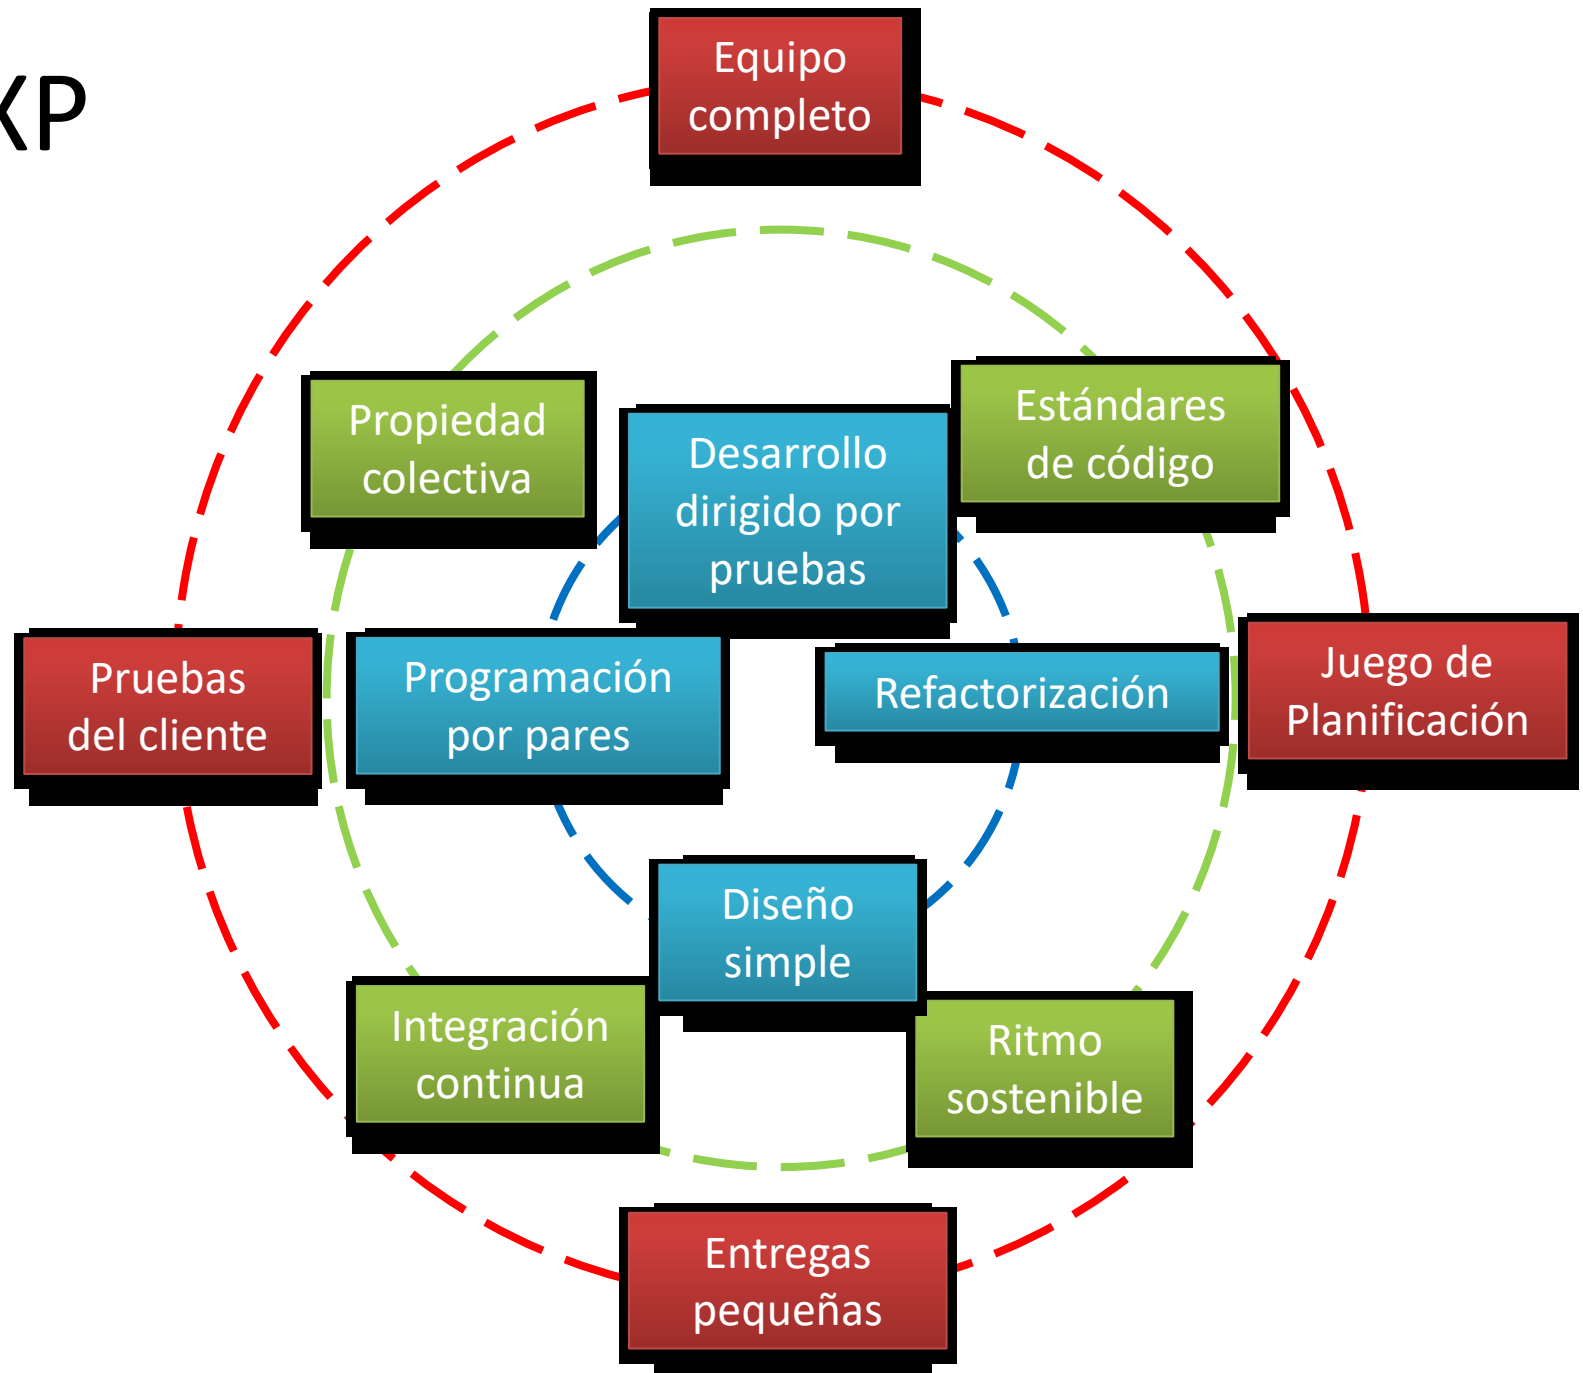 XP
Equipo
completo
Propiedad
colectiva
Desarrollo
dirigido por
pruebas
Estándares
de código
Pruebas
del cliente
Programación
por pares
Refactorización
Juego de
Planificación
Diseño
simple
Integración
continua
Ritmo
sostenible
Entregas
pequeñas